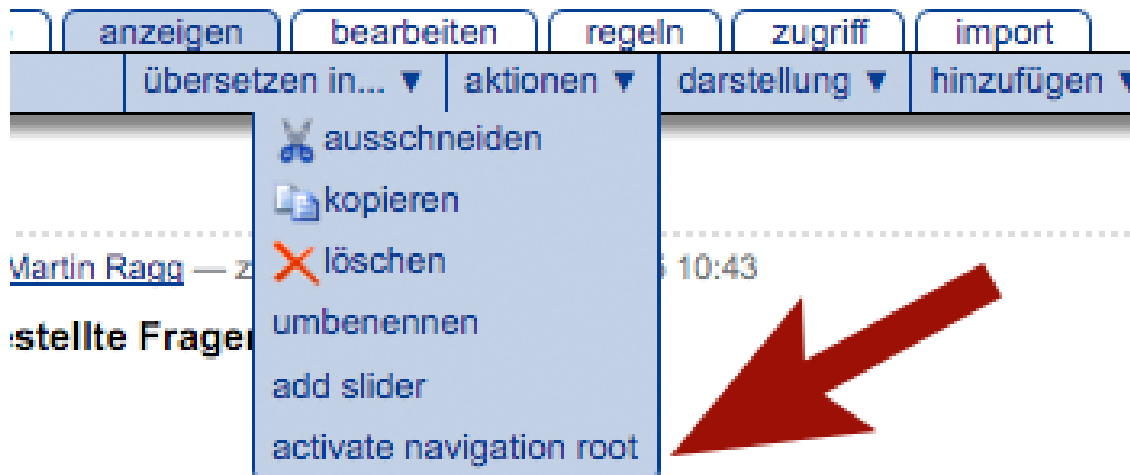 anzeigen bearbeiten regeln zugriff import
übersetzen in... ▼ aktionen ▼ darstellung ▼ hinzufügen ▼
ausschneiden
kopieren
Martin Ragg — z löschen 10:43
umbenennen
stellte Fragen
add slider
activate navigation root